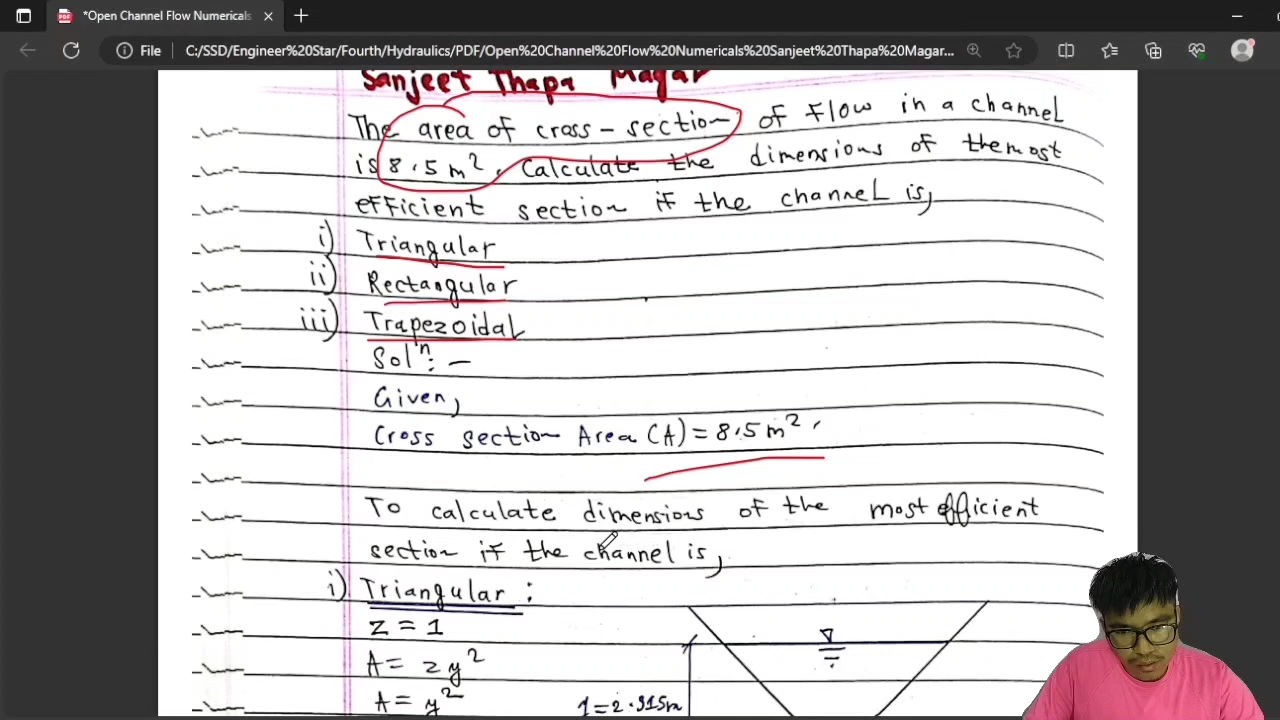 *Open Channel Flow Numericals
File
C:/SSD/Engineer%20Star/Fourth/Hydraulics/PDF/Open%20Channel%20Flow%20Numericals%20Sanjeet%20Thapa%20Magar...
Sanjeet Thapa Magar
The area of cross-section of Flow in a channel
is 8.5 m². Calculate the dimensions of the most
efficient section if the channel is,
i) Triangular
ii) Rectangular
iii) Trapezoidal
Solⁿ: -
Given,
Cross section Area (A) = 8.5 m².
To calculate dimensions of the most efficient
section if the channel is,
i) Triangular :
Z = 1
A = zy²
A = y²
y=2.915m